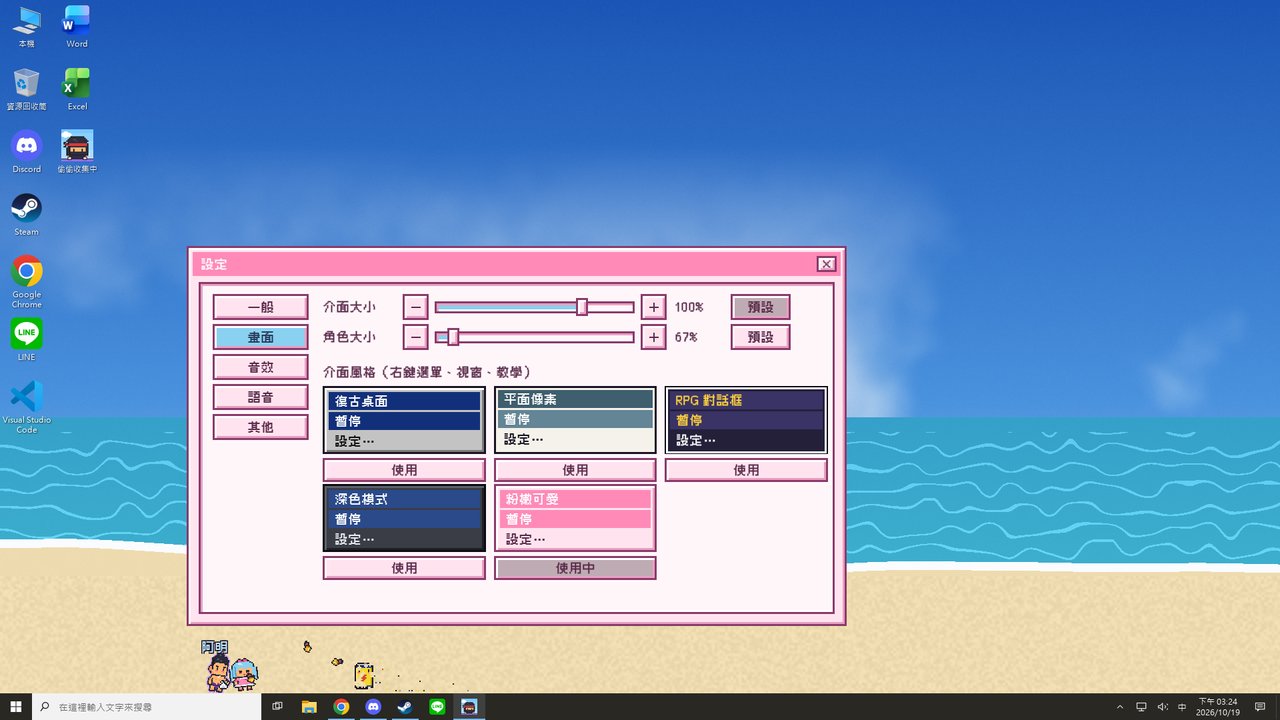 本機
Word
資源回收筒
Excel
Discord
偷偷收集中
Steam
Google
Chrome
LINE
LINE
Visual Studio
Code
設定
一般
畫面
音效
語音
其他
介面大小
100%
預設
角色大小
67%
預設
介面風格（右鍵選單、視窗、教學）
復古桌面
暫停
設定…
使用
平面像素
暫停
設定…
使用
RPG 對話框
暫停
設定…
使用
深色模式
暫停
設定…
使用
粉嫩可愛
暫停
設定…
使用中
阿明
在這裡輸入文字來搜尋
中
下午 03:24
2026/10/19